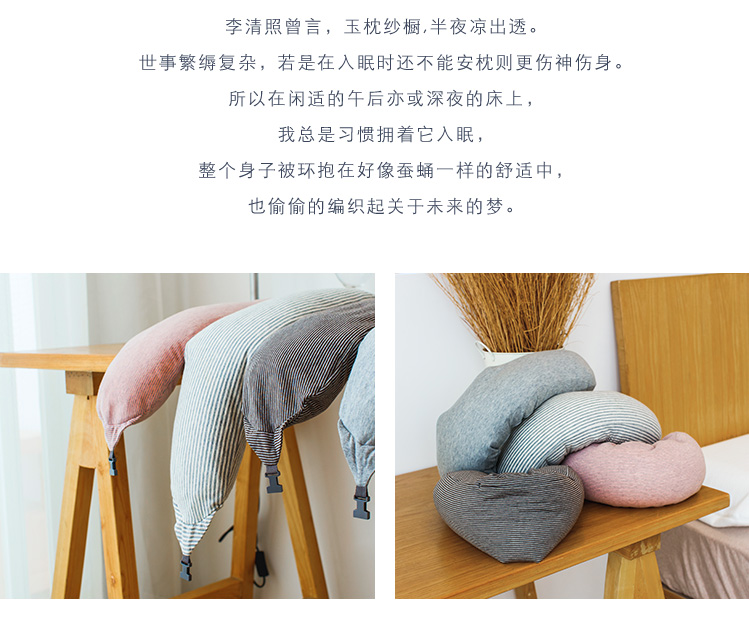 李清照曾言，玉枕纱橱,半夜凉出透。
世事繁缛复杂，若是在入眠时还不能安枕则更伤神伤身。
所以在闲适的午后亦或深夜的床上，
我总是习惯拥着它入眠，
整个身子被环抱在好像蚕蛹一样的舒适中，
也偷偷的编织起关于未来的梦。